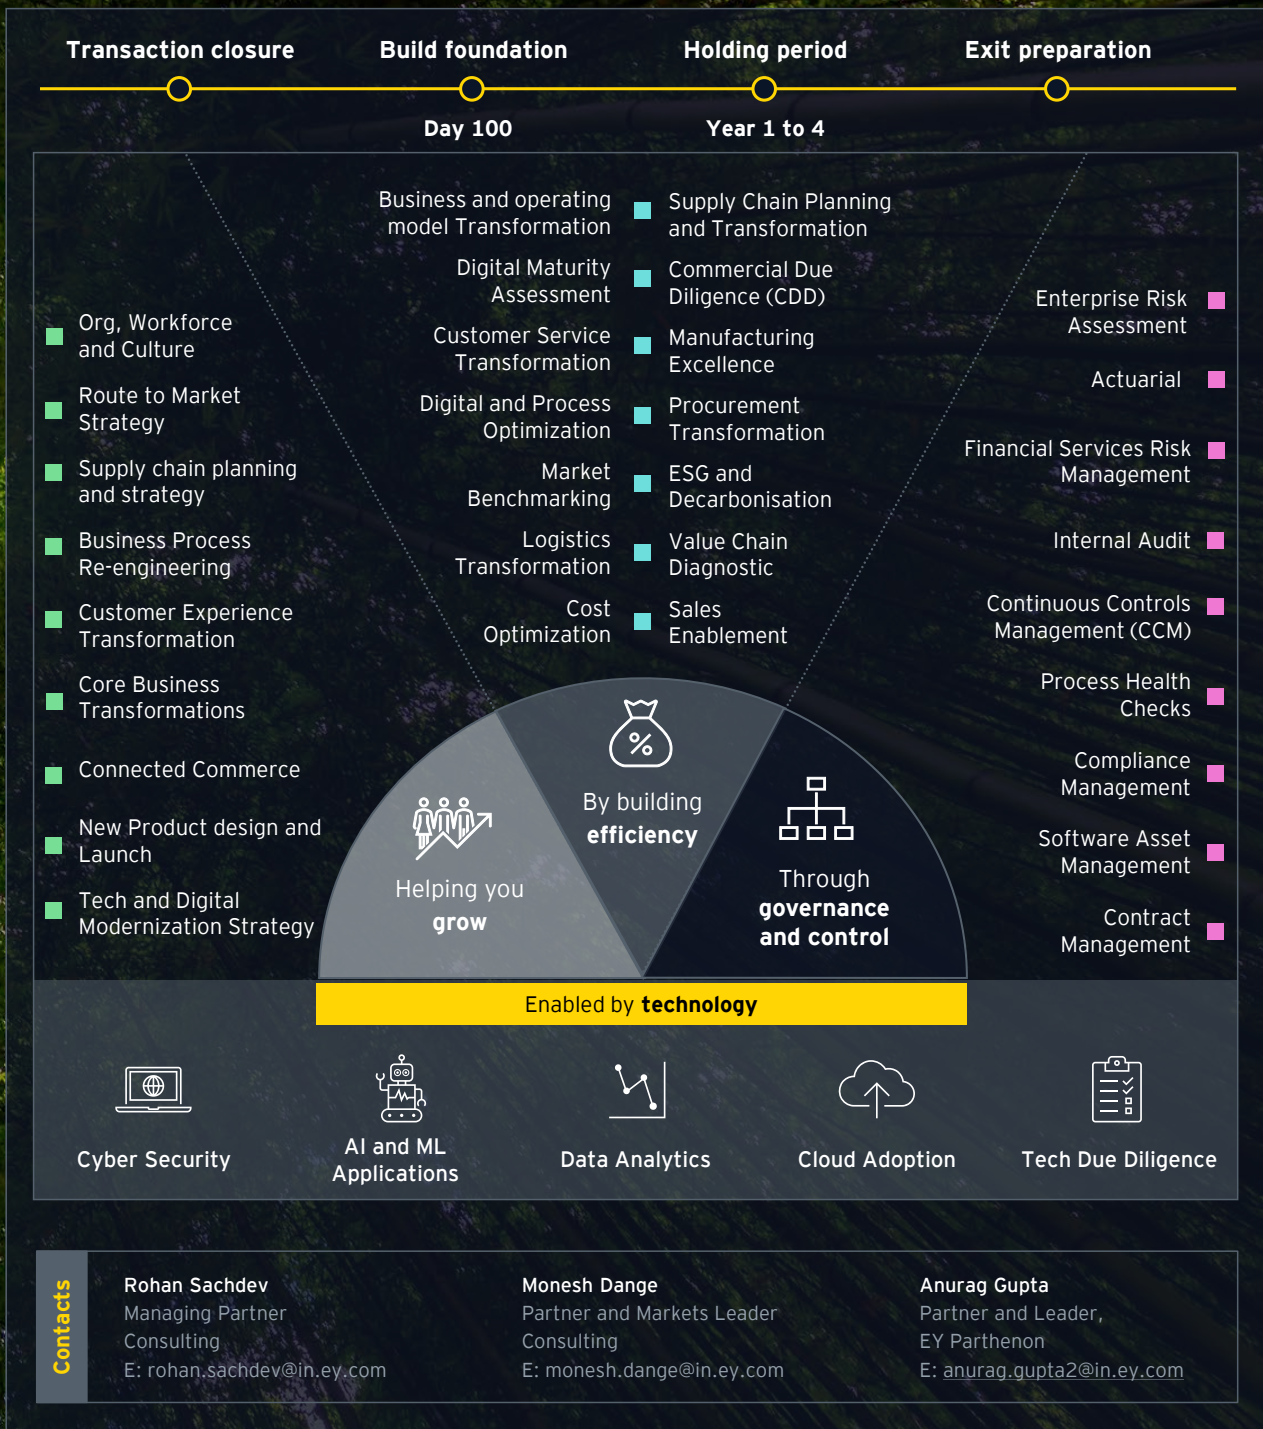 Transaction closure
Build foundation
Holding period
Exit preparation
Day 100
Year 1 to 4
Org, Workforce
and Culture
Route to Market
Strategy
Supply chain planning
and strategy
Business Process
Re-engineering
Customer Experience
Transformation
Core Business
Transformations
Connected Commerce
New Product design and
Launch
Tech and Digital
Modernization Strategy
Business and operating
model Transformation
Digital Maturity
Assessment
Customer Service
Transformation
Digital and Process
Optimization
Market
Benchmarking
Logistics
Transformation
Cost
Optimization
Supply Chain Planning
and Transformation
Commercial Due
Diligence (CDD)
Manufacturing
Excellence
Procurement
Transformation
ESG and
Decarbonisation
Value Chain
Diagnostic
Sales
Enablement
Enterprise Risk
Assessment
Actuarial
Financial Services Risk
Management
Internal Audit
Continuous Controls
Management (CCM)
Process Health
Checks
Compliance
Management
Software Asset
Management
Contract
Management
Helping you
grow
%
By building
efficiency
Through
governance
and control
Enabled by technology
Cyber Security
AI and ML
Applications
Data Analytics
Cloud Adoption
Tech Due Diligence
Contacts
Rohan Sachdev
Managing Partner
Consulting
E: rohan.sachdev@in.ey.com
Monesh Dange
Partner and Markets Leader
Consulting
E: monesh.dange@in.ey.com
Anurag Gupta
Partner and Leader,
EY Parthenon
E: anurag.gupta2@in.ey.com